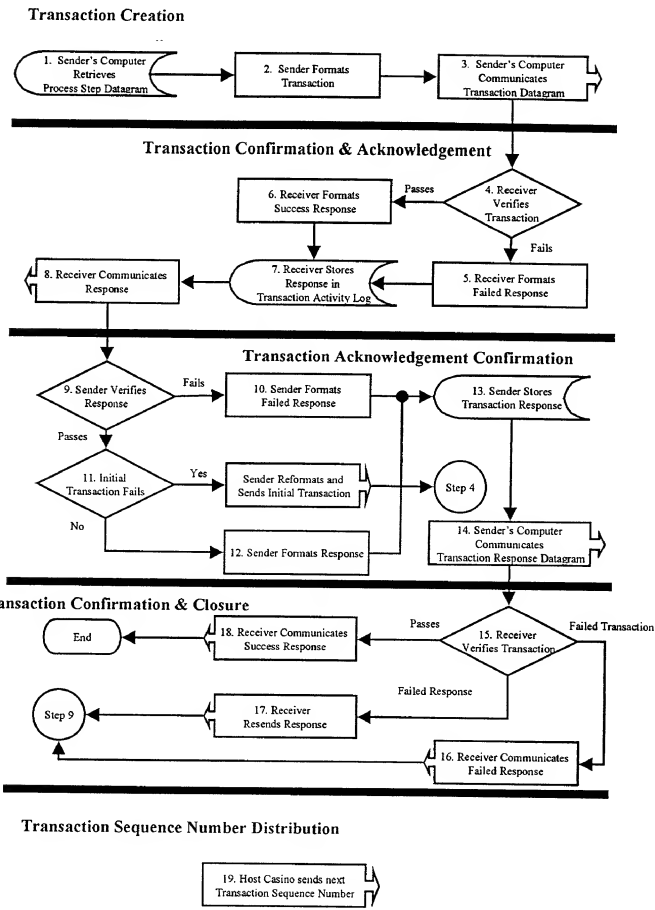 Transaction Creation
1. Sender's Computer
Retrieves
Process Step Datagram
2. Sender Formats
Transaction
3. Sender's Computer
Communicates
Transaction Datagram
Transaction Confirmation & Acknowledgement
6. Receiver Formats
Success Response
Passes
4. Receiver
Verifies
Transaction
Fails
8. Receiver Communicates
Response
7. Receiver Stores
Response in
Transaction Activity Log
5. Receiver Formats
Failed Response
Transaction Acknowledgement Confirmation
9. Sender Verifies
Response
Fails
10. Sender Formats
Failed Response
13. Sender Stores
Transaction Response
Passes
11. Initial
Transaction Fails
Yes
Sender Reformats and
Sends Initial Transaction
Step 4
No
12. Sender Formats Response
14. Sender's Computer
Communicates
Transaction Response Datagram
ansaction Confirmation & Closure
End
18. Receiver Communicates
Success Response
Passes
15. Receiver
Verifies Transaction
Failed Transaction
Failed Response
Step 9
17. Receiver
Resends Response
16. Receiver Communicates
Failed Response
Transaction Sequence Number Distribution
19. Host Casino sends next
Transaction Sequence Number